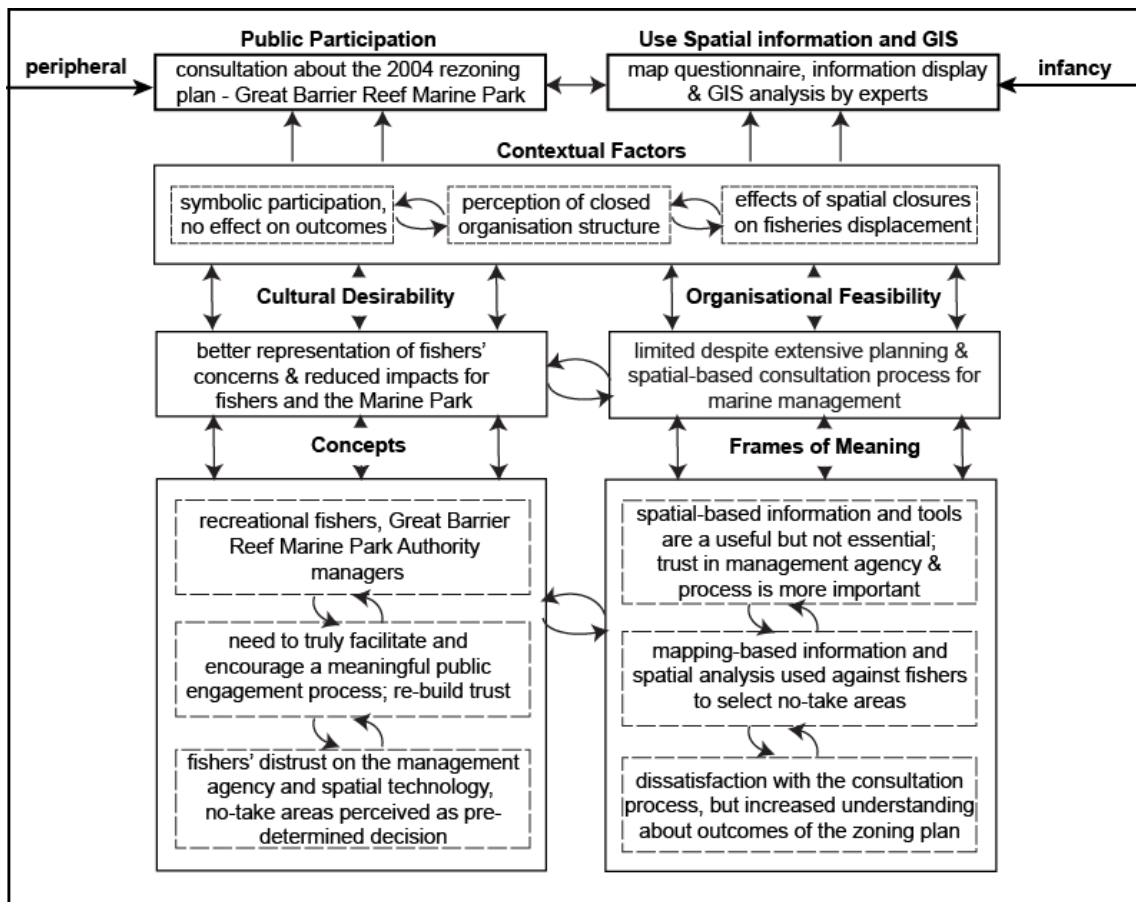 Public Participation
Use Spatial information and GIS
peripheral
consultation about the 2004 rezoning
plan - Great Barrier Reef Marine Park
map questionnaire, information display
& GIS analysis by experts
infancy
Contextual Factors
symbolic participation,
no effect on outcomes
perception of closed
organisation structure
effects of spatial closures
on fisheries displacement
Cultural Desirability
Organisational Feasibility
better representation of fishers'
concerns & reduced impacts for
fishers and the Marine Park
limited despite extensive planning &
spatial-based consultation process for
marine management
Concepts
Frames of Meaning
recreational fishers, Great Barrier
Reef Marine Park Authority
managers
need to truly facilitate and
encourage a meaningful public
engagement process; re-build trust
fishers' distrust on the management
agency and spatial technology,
no-take areas perceived as pre-
determined decision
spatial-based information and tools
are a useful but not essential;
trust in management agency &
process is more important
mapping-based information and
spatial analysis used against fishers
to select no-take areas
dissatisfaction with the consultation
process, but increased understanding
about outcomes of the zoning plan